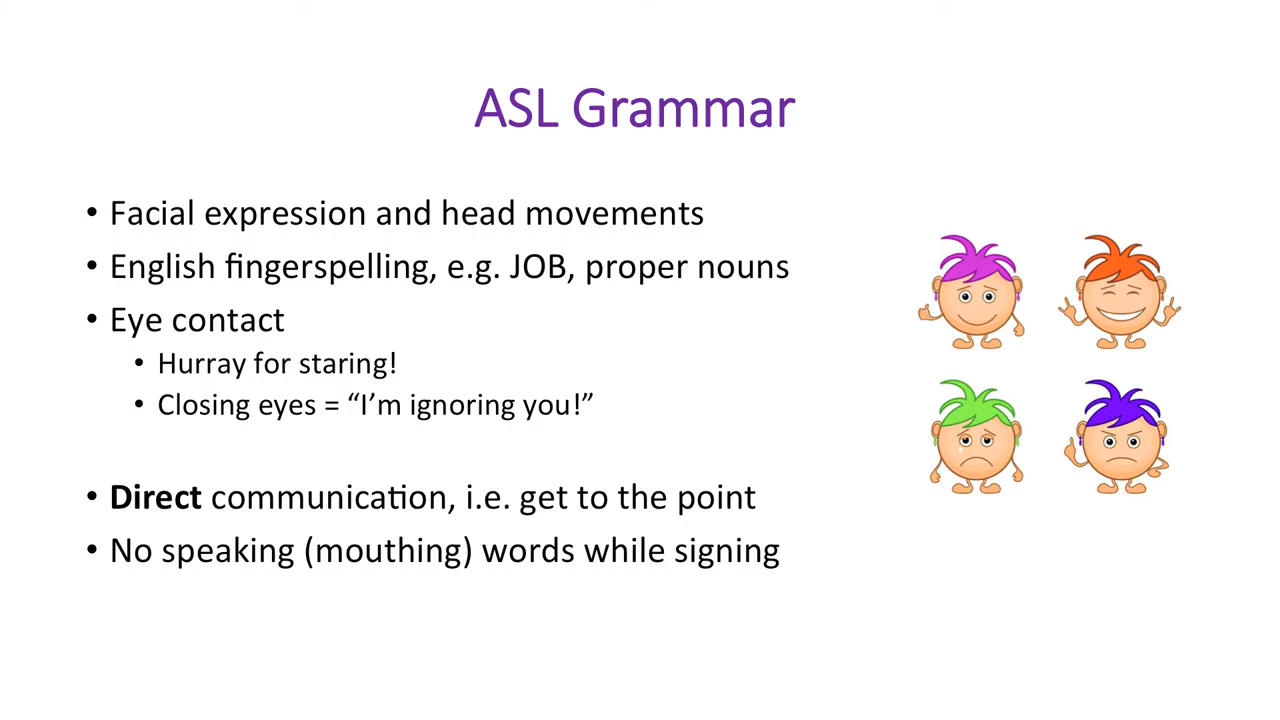 ASL Grammar
• Facial expression and head movements
• English fingerspelling, e.g. JOB, proper nouns
• Eye contact
• Hurray for staring!
• Closing eyes = “I’m ignoring you!”
• Direct communication, i.e. get to the point
• No speaking (mouthing) words while signing